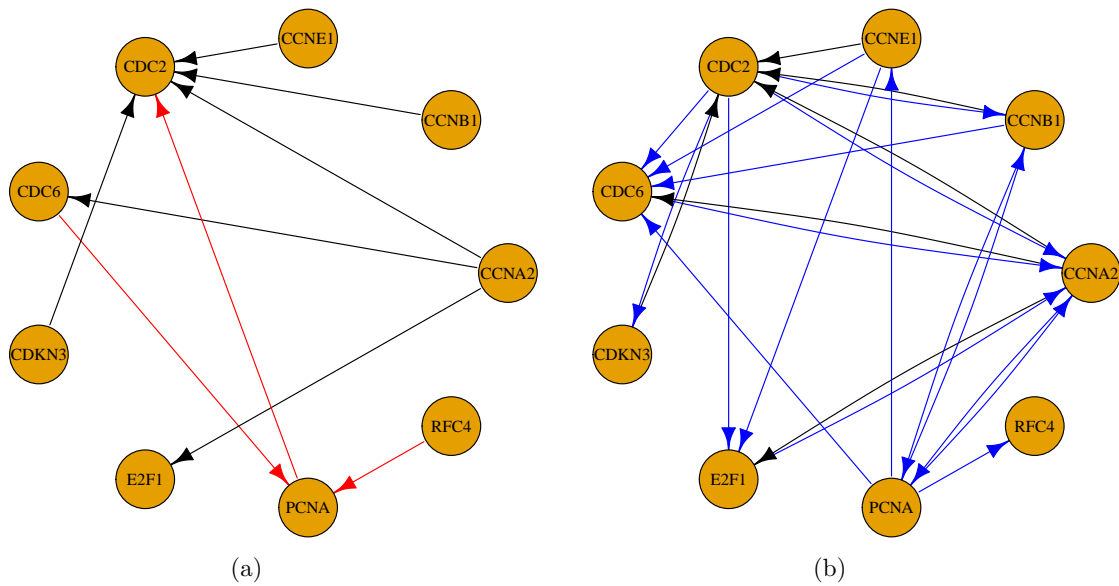 CCNE1
CDC2
CCNB1
CDC6
CCNA2
CDKN3
RFC4
E2F1
PCNA
(a)
CCNE1
CDC2
CCNB1
CDC6
CCNA2
CDKN3
RFC4
E2F1
PCNA
(b)